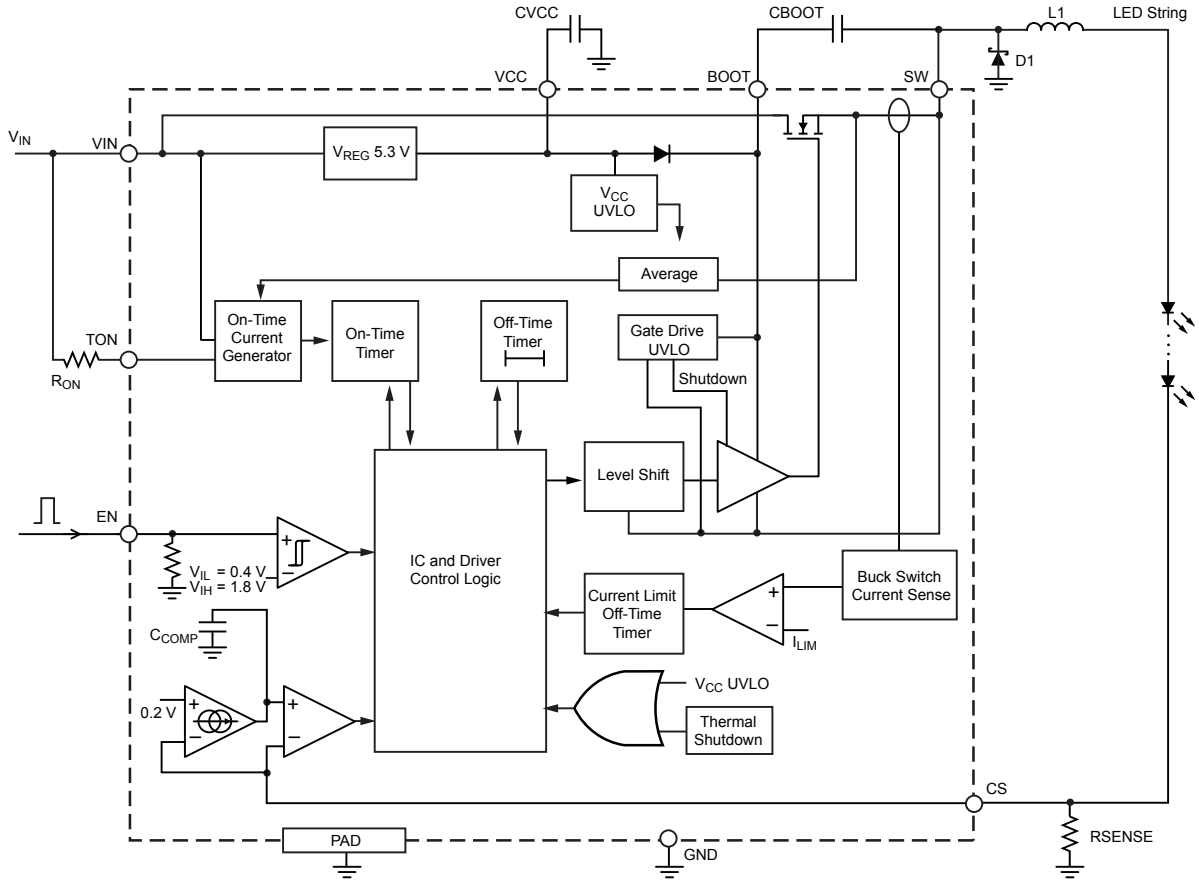 CVCC
CBOOT
L1
LED String
D1
VCC
BOOT
SW
VIN
VIN
VREG 5.3 V
VCC
UVLO
Average
On-Time
Current
Generator
On-Time
Timer
Off-Time
Timer
Gate Drive
UVLO
TON
RON
Shutdown
Level Shift
EN
VIL = 0.4 V
VIH = 1.8 V
+
–
IC and Driver
Control Logic
Current Limit
Off-Time
Timer
+
–
ILIM
Buck Switch
Current Sense
CCOMP
0.2 V
+
–
+
–
VCC UVLO
Thermal
Shutdown
CS
RSENSE
PAD
GND